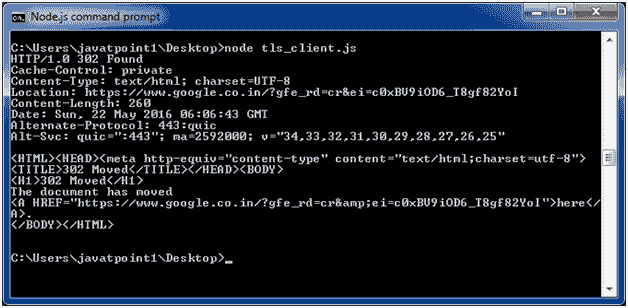 Node.js command prompt
C:\Users\javatpoint1\Desktop>node tls_client.js
HTTP/1.0 302 Found
Cache-Control: private
Content-Type: text/html; charset=UTF-8
Location: https://www.google.co.in/?gfe_rd=cr&ei=c0xBV9iOD6_T8gf82YoI
Content-Length: 260
Date: Sun, 22 May 2016 06:06:43 GMT
Alternate-Protocol: 443:quic
Alt-Svc: quic=":443"; ma=2592000; v="34,33,32,31,30,29,28,27,26,25"
<HTML><HEAD><meta http-equiv="content-type" content="text/html;charset=utf-8">
<TITLE>302 Moved</TITLE></HEAD><BODY>
<H1>302 Moved</H1>
The document has moved
<A HREF="https://www.google.co.in/?gfe_rd=cr&amp;ei=c0xBV9iOD6_T8gf82YoI">here</
A>.
</BODY></HTML>
C:\Users\javatpoint1\Desktop>_